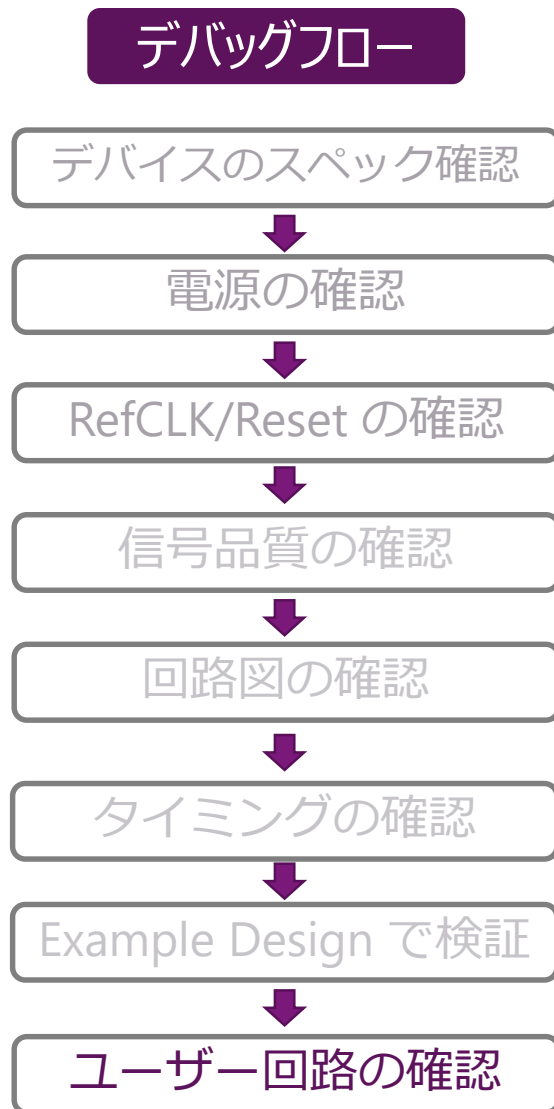 デバッグフロー
デバイスのスペック確認
電源の確認
RefCLK/Reset の確認
信号品質の確認
回路図の確認
タイミングの確認
Example Design で検証
ユーザー回路の確認